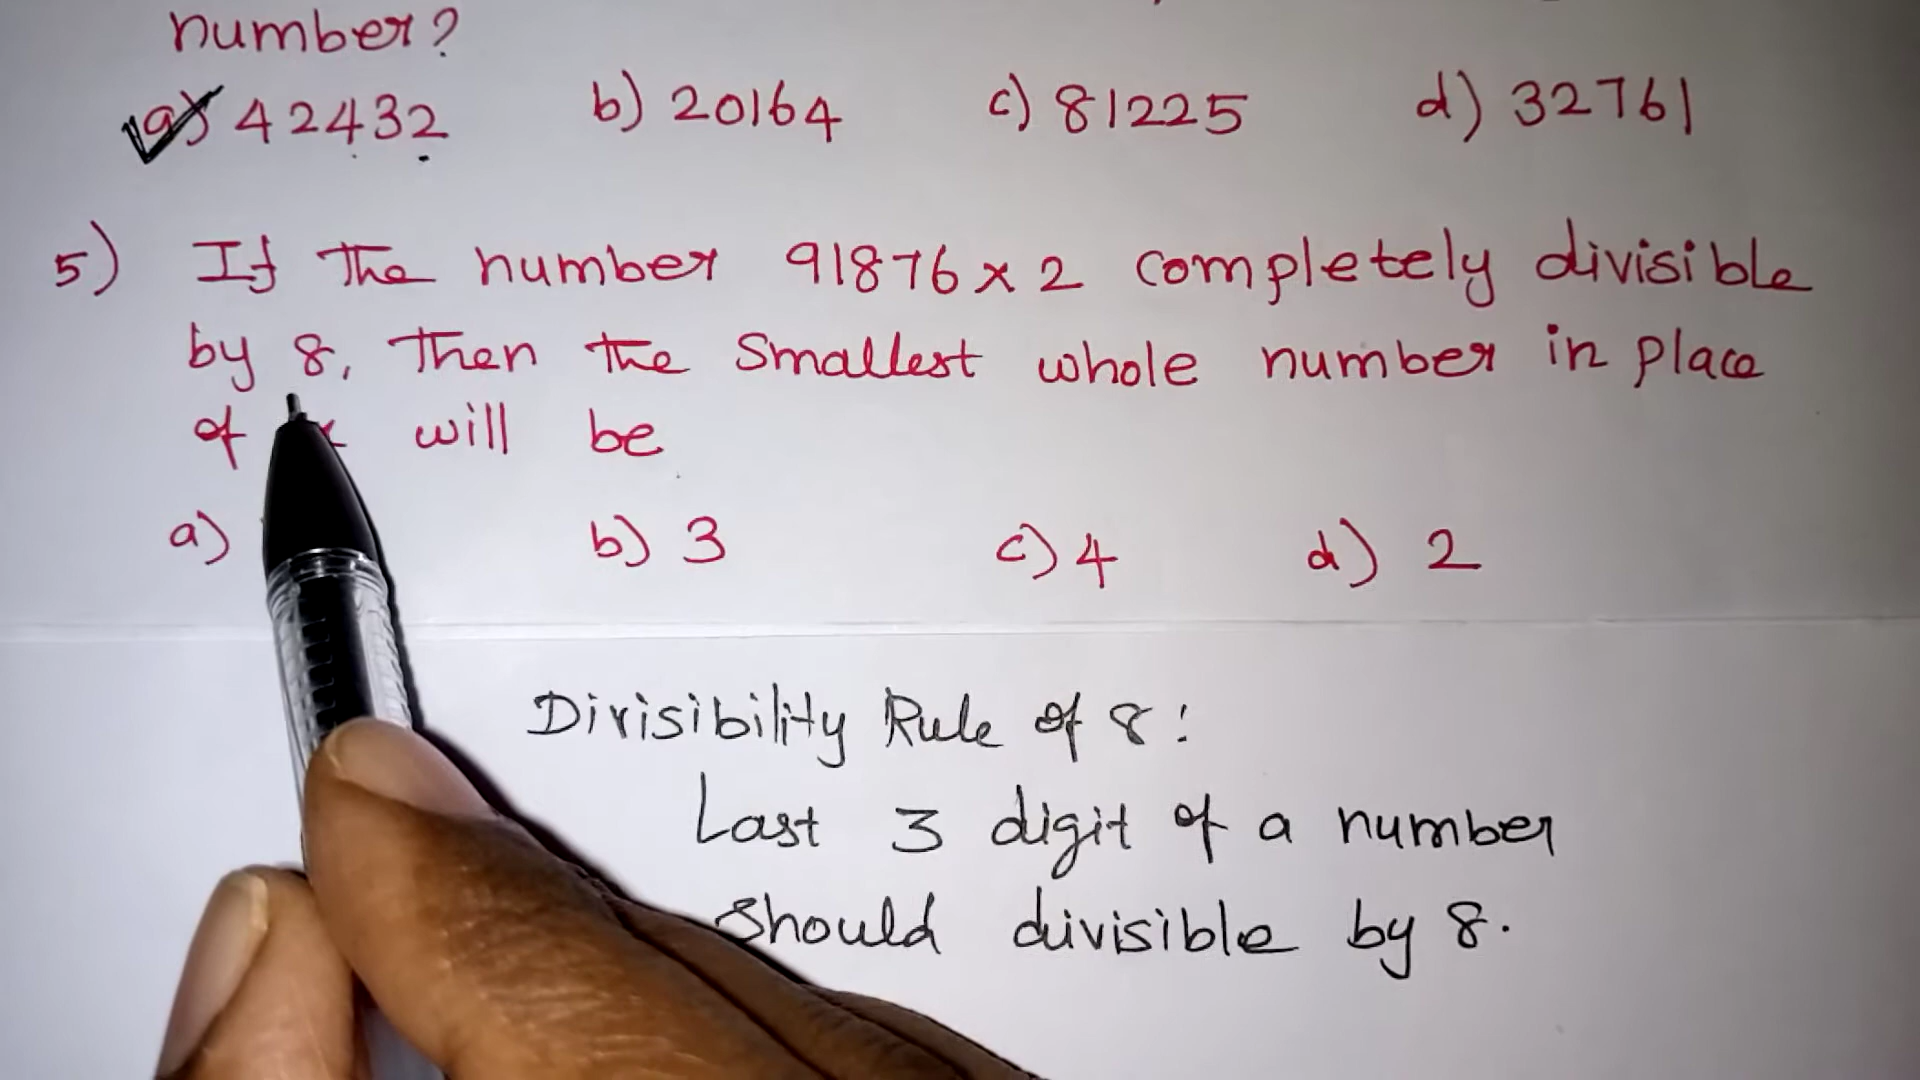 number?
a) 42432 b) 20164 c) 81225 d) 32761
5) If the number 91876x2 completely divisible
by 8, then the smallest whole number in place
of x will be
a) b) 3 c) 4 d) 2
Divisibility Rule of 8:
Last 3 digit of a number
should divisible by 8.